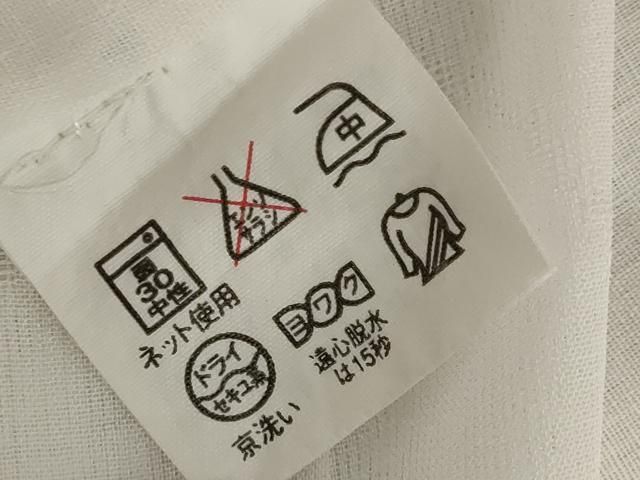 中
エンソ
サラシ
弱
30
中性
ネット使用
ヨワク
遠心脱水
は15秒
ドライ
セキユ系
京洗い